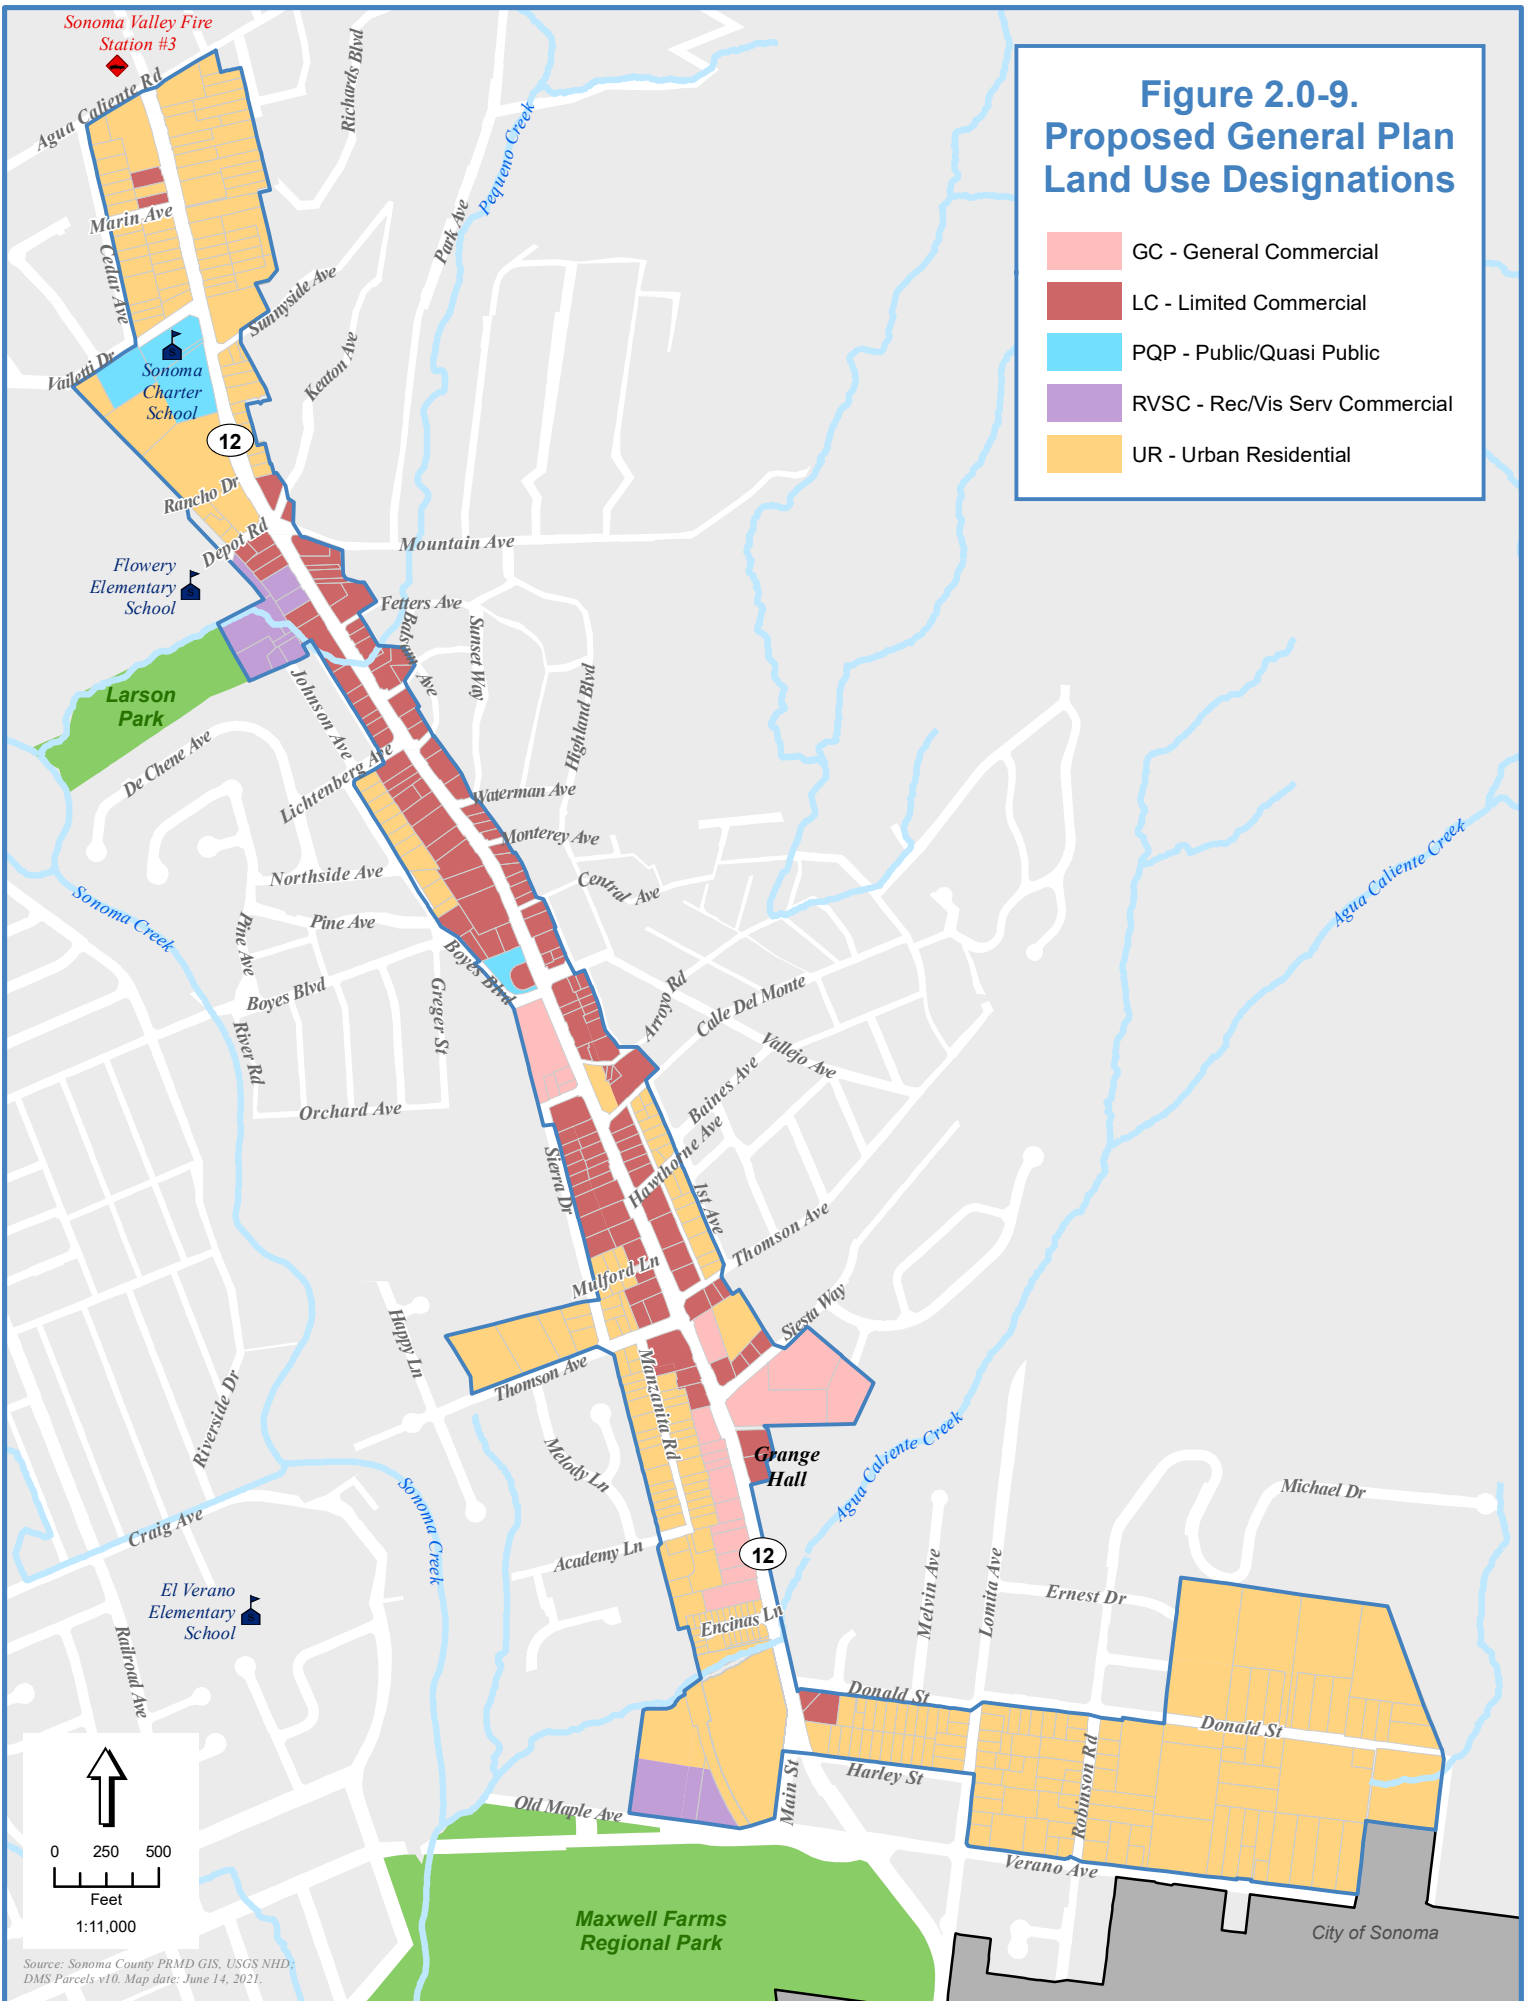 Sonoma Valley Fire
Station #3
Agua Caliente Rd
Richards Blvd
Pequeno Creek
Park Ave
Figure 2.0-9.
Proposed General Plan
Land Use Designations
GC - General Commercial
LC - Limited Commercial
PQP - Public/Quasi Public
RVSC - Rec/Vis Serv Commercial
UR - Urban Residential
Marin Ave
Cedar Ave
Sunnyside Ave
Vailetti Dr
Sonoma
Charter
School
Keaton Ave
12
Rancho Dr
Depot Rd
Mountain Ave
Flowery
Elementary
School
Fetters Ave
Balsam Ave
Sunset Way
Highland Blvd
Larson
Park
Johnson Ave
De Chene Ave
Lichtenberg Ave
Waterman Ave
Monterey Ave
Northside Ave
Central Ave
Agua Caliente Creek
Sonoma Creek
Pine Ave
Pine Ave
Boyes Blvd
Boyes Blvd
Greger St
River Rd
Arroyo Rd
Calle Del Monte
Vallejo Ave
Baines Ave
Orchard Ave
Hawthorne Ave
Sierra Dr
1st Ave
Thomson Ave
Mulford Ln
Happy Ln
Siesta Way
Thomson Ave
Manzanita Rd
Riverside Dr
Melody Ln
Grange
Hall
Agua Caliente Creek
Sonoma Creek
Craig Ave
Michael Dr
Academy Ln
12
Melvin Ave
Lomita Ave
Ernest Dr
El Verano
Elementary
School
Railroad Ave
Encinas Ln
Donald St
Donald St
Robinson Rd
Harley St
Main St
Old Maple Ave
Verano Ave
0 250 500
Feet
1:11,000
Maxwell Farms
Regional Park
City of Sonoma
Source: Sonoma County PRMD GIS, USGS NHD;
DMS Parcels v10. Map date: June 14, 2021.